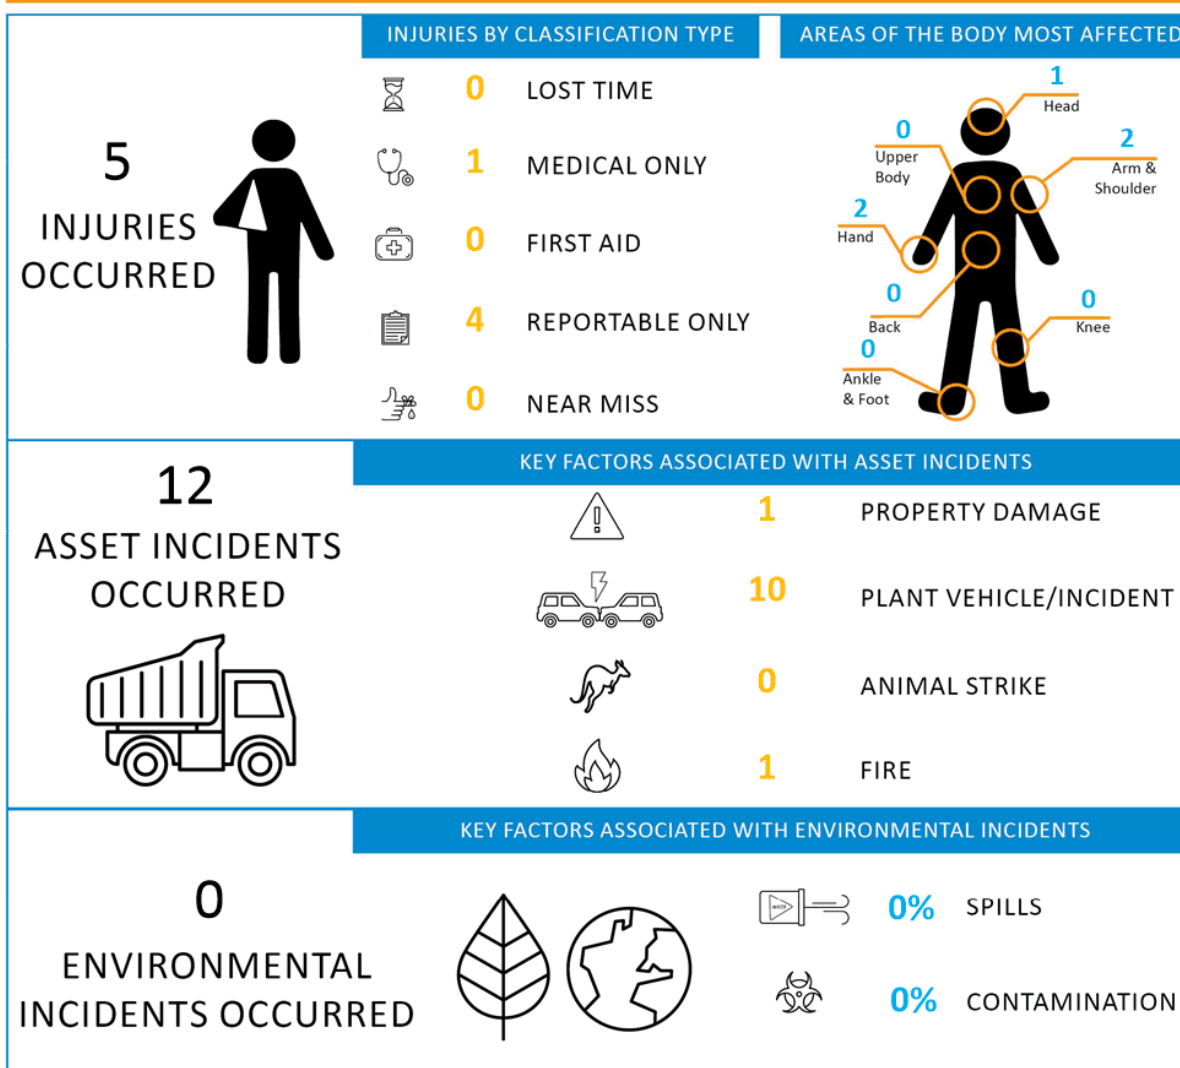 5
INJURIES
OCCURRED
INJURIES BY CLASSIFICATION TYPE
0 LOST TIME
1 MEDICAL ONLY
0 FIRST AID
4 REPORTABLE ONLY
0 NEAR MISS
AREAS OF THE BODY MOST AFFECTED
1
Head
0
Upper
Body
2
Arm &
Shoulder
2
Hand
0
Back
0
Knee
0
Ankle
& Foot
12
ASSET INCIDENTS
OCCURRED
KEY FACTORS ASSOCIATED WITH ASSET INCIDENTS
1 PROPERTY DAMAGE
10 PLANT VEHICLE/INCIDENT
0 ANIMAL STRIKE
1 FIRE
0
ENVIRONMENTAL
INCIDENTS OCCURRED
KEY FACTORS ASSOCIATED WITH ENVIRONMENTAL INCIDENTS
0% SPILLS
0% CONTAMINATION